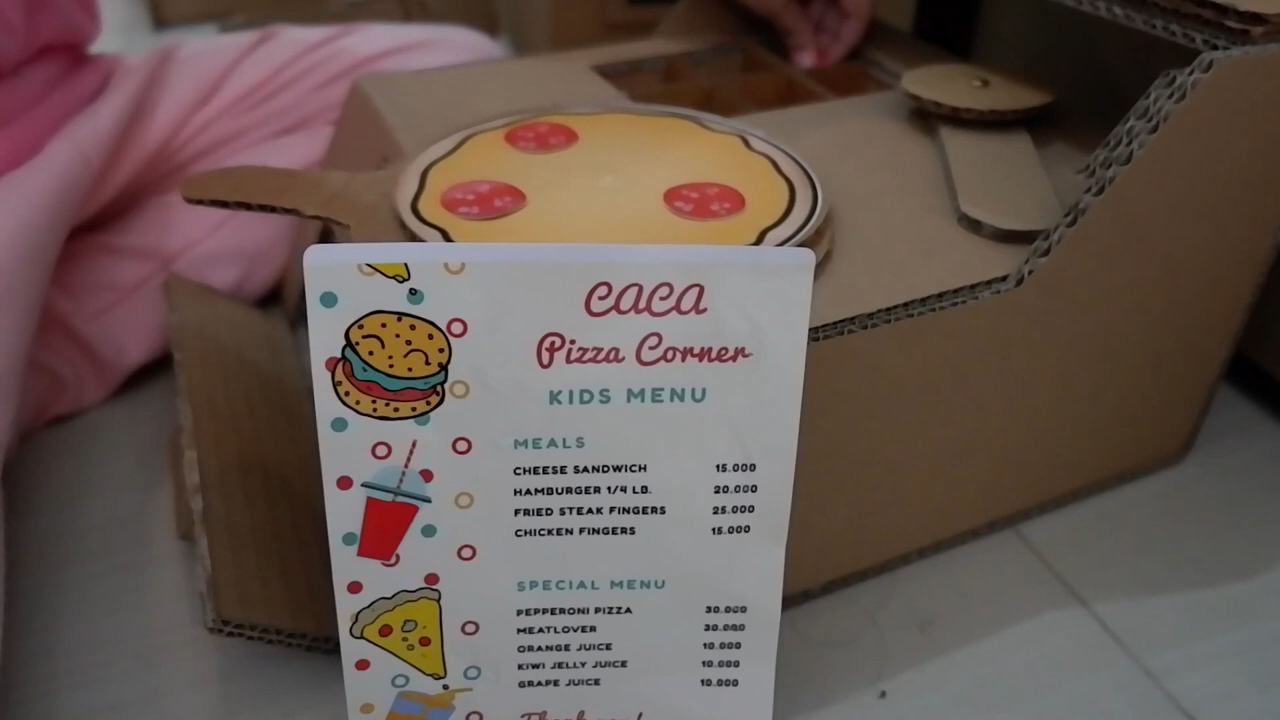 CACA
Pizza Corner
KIDS MENU
MEALS
CHEESE SANDWICH 15.000
HAMBURGER 1/4 LB. 20.000
FRIED STEAK FINGERS 25.000
CHICKEN FINGERS 15.000
SPECIAL MENU
PEPPERONI PIZZA 30.000
MEATLOVER 30.000
ORANGE JUICE 10.000
KIWI JELLY JUICE 10.000
GRAPE JUICE 10.000